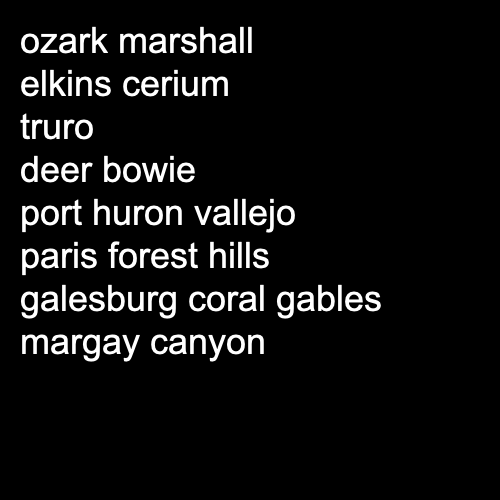 ozark marshall
elkins cerium
truro
deer bowie
port huron vallejo
paris forest hills
galesburg coral gables
margay canyon